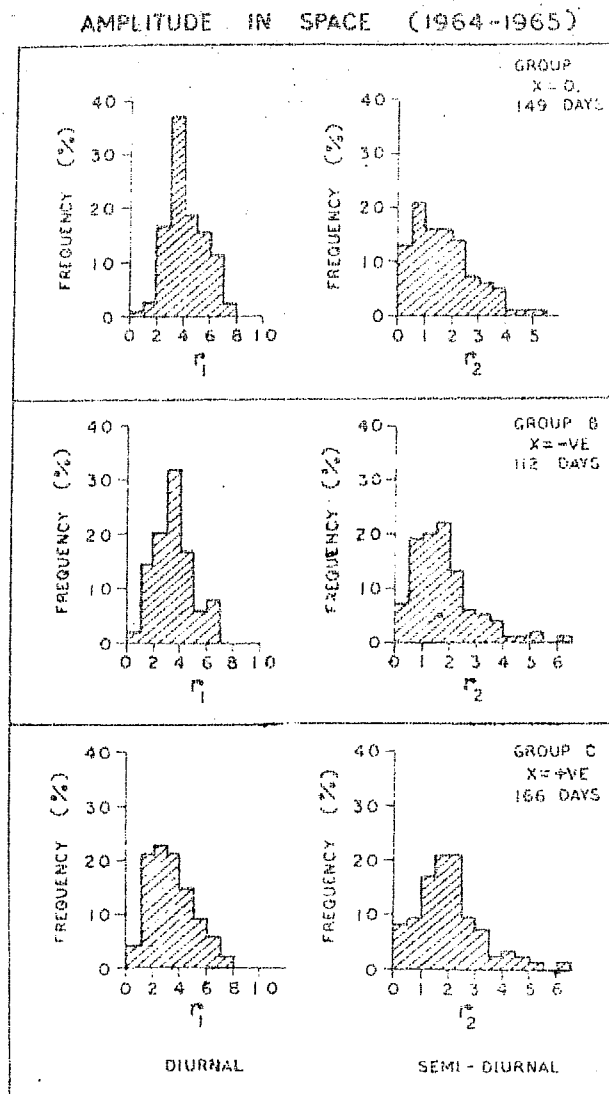 AMPLITUDE IN SPACE (1964-1965)
GROUP
X = 0.
149 DAYS
FREQUENCY (%)
40
30
20
10
0
0 2 4 6 8 10
r₁
FREQUENCY (%)
40
30
20
10
0
0 1 2 3 4 5
r₂
GROUP B
X = -VE
112 DAYS
FREQUENCY (%)
40
30
20
10
0
0 2 4 6 8 10
r₁
FREQUENCY (%)
40
30
20
10
0
0 1 2 3 4 5 6
r₂
GROUP C
X = +VE
166 DAYS
FREQUENCY (%)
40
30
20
10
0
0 2 4 6 8 10
r₁
FREQUENCY (%)
40
30
20
10
0
0 1 2 3 4 5 6
r₂
DIURNAL
SEMI-DIURNAL